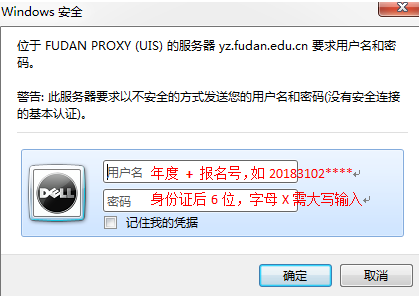 Windows 安全
位于 FUDAN PROXY (UIS) 的服务器 yz.fudan.edu.cn 要求用户名和密
码。
警告: 此服务器要求以不安全的方式发送您的用户名和密码(没有安全连接
的基本认证)。
DELL
用户名 年度 + 报名号, 如 20183102****↵
密码 身份证后 6 位, 字母 X 需大写输入↵
记住我的凭据
确定 取消